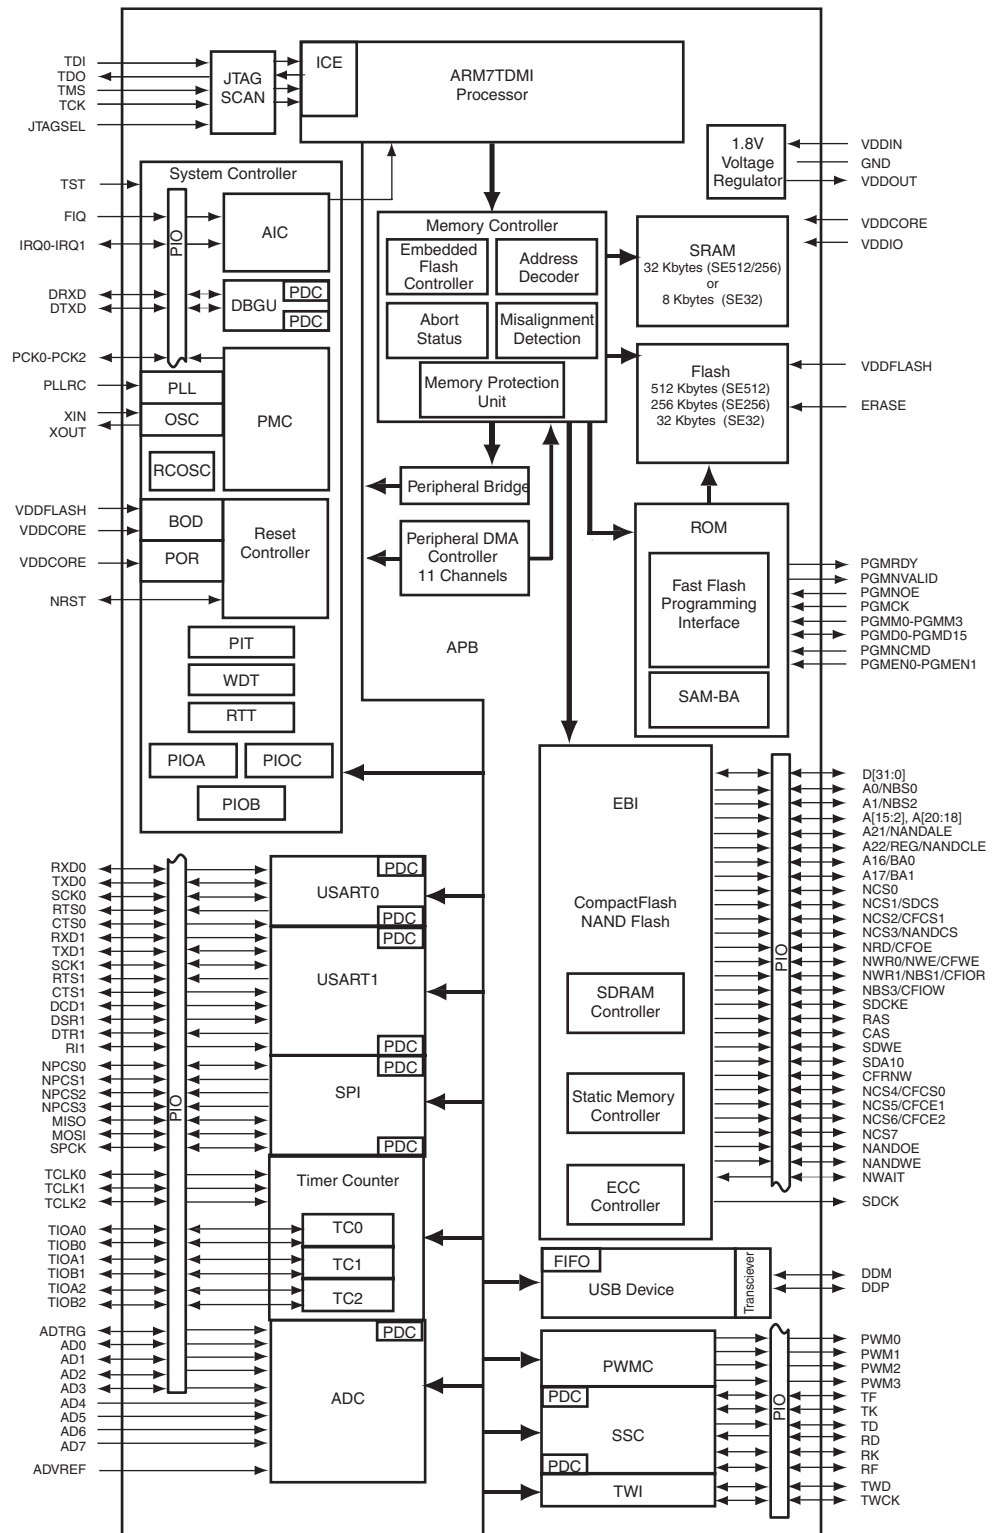 TDI
TDO
TMS
TCK
JTAGSEL
JTAG
SCAN
ICE
ARM7TDMI
Processor
1.8V
Voltage
Regulator
VDDIN
GND
VDDOUT
VDDCORE
VDDIO
System Controller
TST
FIQ
IRQ0-IRQ1
PIO
AIC
DRXD
DTXD
DBGU
PDC
PDC
PCK0-PCK2
PLLRC
PLL
XIN
XOUT
OSC
PMC
RCOSC
VDDFLASH
VDDCORE
BOD
VDDCORE
POR
Reset
Controller
NRST
PIT
WDT
RTT
PIOA
PIOC
PIOB
Memory Controller
Embedded
Flash
Controller
Address
Decoder
Abort
Status
Misalignment
Detection
Memory Protection
Unit
Peripheral Bridge
Peripheral DMA
Controller
11 Channels
APB
SRAM
32 Kbytes (SE512/256)
or
8 Kbytes (SE32)
Flash
512 Kbytes (SE512)
256 Kbytes (SE256)
32 Kbytes (SE32)
VDDFLASH
ERASE
ROM
Fast Flash
Programming
Interface
SAM-BA
PGMRDY
PGMNVALID
PGMNOE
PGMCK
PGMM0-PGMM3
PGMD0-PGMD15
PGMNCMD
PGMEN0-PGMEN1
EBI
CompactFlash
NAND Flash
SDRAM
Controller
Static Memory
Controller
ECC
Controller
PIO
D[31:0]
A0/NBS0
A1/NBS2
A[15:2], A[20:18]
A21/NANDALE
A22/REG/NANDCLE
A16/BA0
A17/BA1
NCS0
NCS1/SDCS
NCS2/CFCS1
NCS3/NANDCS
NRD/CFOE
NWR0/NWE/CFWE
NWR1/NBS1/CFIOR
NBS3/CFIOW
SDCKE
RAS
CAS
SDWE
SDA10
CFRNW
NCS4/CFCS0
NCS5/CFCE1
NCS6/CFCE2
NCS7
NANDOE
NANDWE
NWAIT
SDCK
RXD0
TXD0
SCK0
RTS0
CTS0
RXD1
TXD1
SCK1
RTS1
CTS1
DCD1
DSR1
DTR1
RI1
NPCS0
NPCS1
NPCS2
NPCS3
MISO
MOSI
SPCK
TCLK0
TCLK1
TCLK2
TIOA0
TIOB0
TIOA1
TIOB1
TIOA2
TIOB2
ADTRG
AD0
AD1
AD2
AD3
AD4
AD5
AD6
AD7
ADVREF
PIO
PDC
USART0
PDC
PDC
USART1
PDC
PDC
SPI
PDC
Timer Counter
TC0
TC1
TC2
PDC
ADC
FIFO
USB Device
Transciever
DDM
DDP
PWMC
PDC
SSC
PDC
TWI
PIO
PWM0
PWM1
PWM2
PWM3
TF
TK
TD
RD
RK
RF
TWD
TWCK